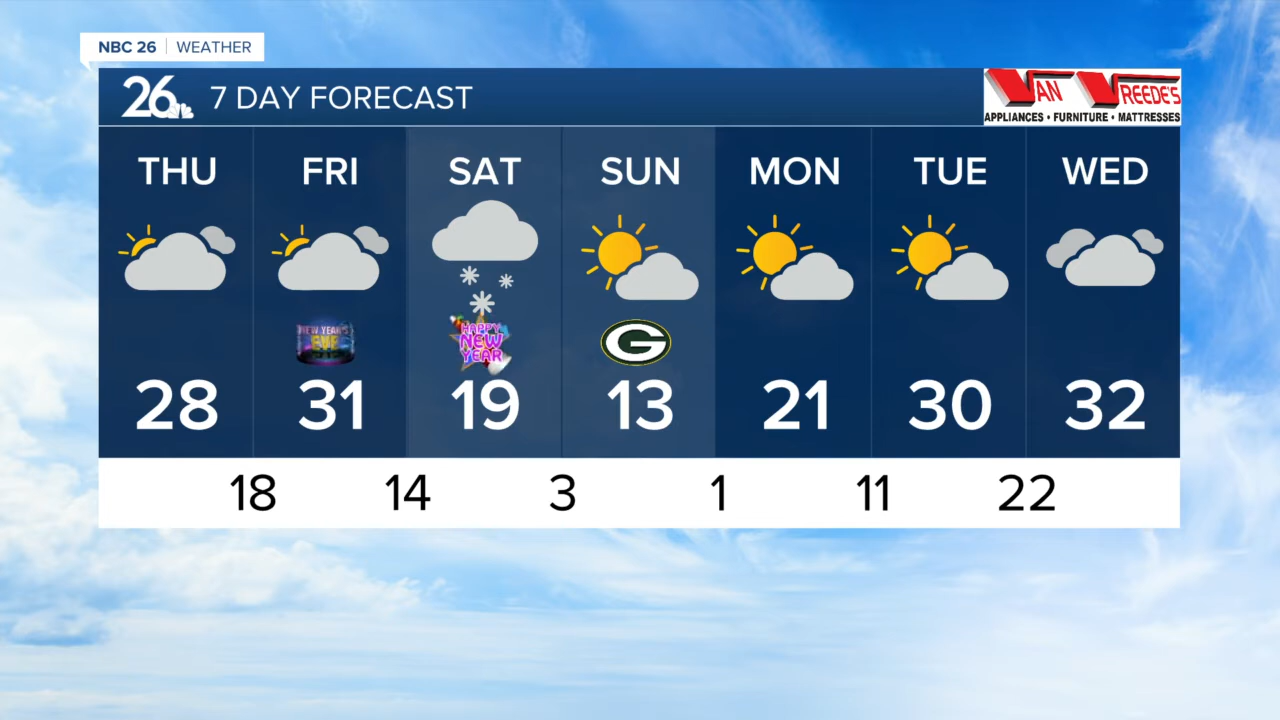 NBC 26 | WEATHER
26 7 DAY FORECAST
VAN VREEDE'S
APPLIANCES • FURNITURE • MATTRESSES
THU FRI SAT SUN MON TUE WED
NEW YEAR'S
EVE
HAPPY
NEW
YEAR
G
28 31 19 13 21 30 32
18 14 3 1 11 22